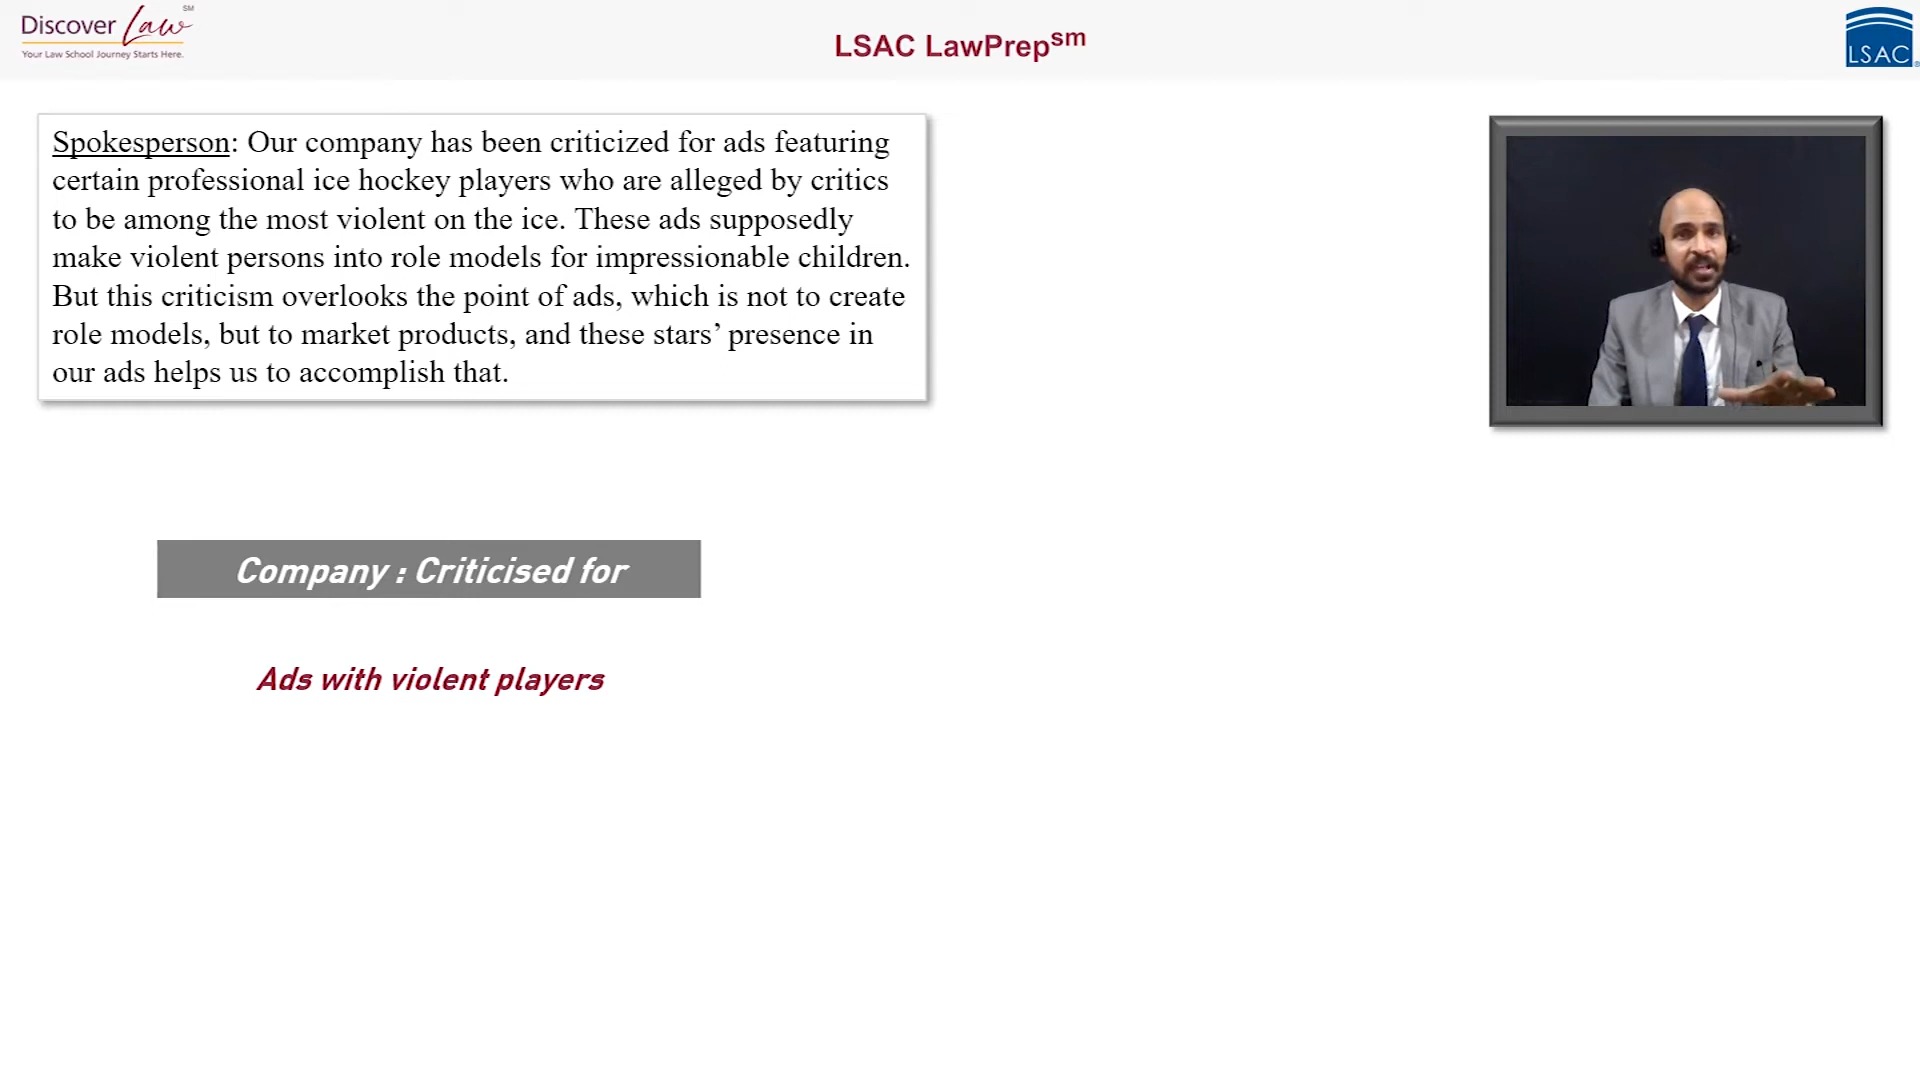 Discover Law SM
Your Law School Journey Starts Here.
LSAC LawPrepsm
LSAC®
Spokesperson: Our company has been criticized for ads featuring
certain professional ice hockey players who are alleged by critics
to be among the most violent on the ice. These ads supposedly
make violent persons into role models for impressionable children.
But this criticism overlooks the point of ads, which is not to create
role models, but to market products, and these stars’ presence in
our ads helps us to accomplish that.
Company : Criticised for
Ads with violent players